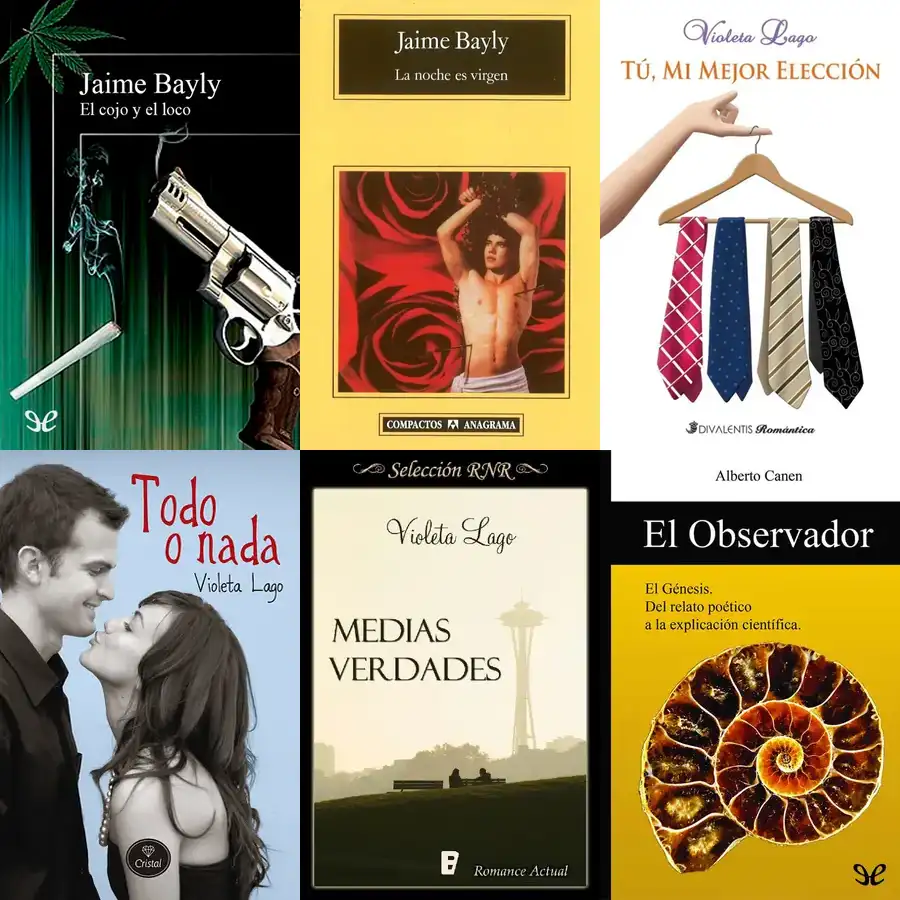 Jaime Bayly
El cojo y el loco
Jaime Bayly
La noche es virgen
COMPACTOS ANAGRAMA
Violeta Lago
TÚ, MI MEJOR ELECCIÓN
DIVALENTIS Romántica
Todo
o nada
Violeta Lago
Cristal
Selección RNR
Violeta Lago
MEDIAS
VERDADES
B
Romance Actual
Alberto Canen
El Observador
El Génesis.
Del relato poético
a la explicación científica.